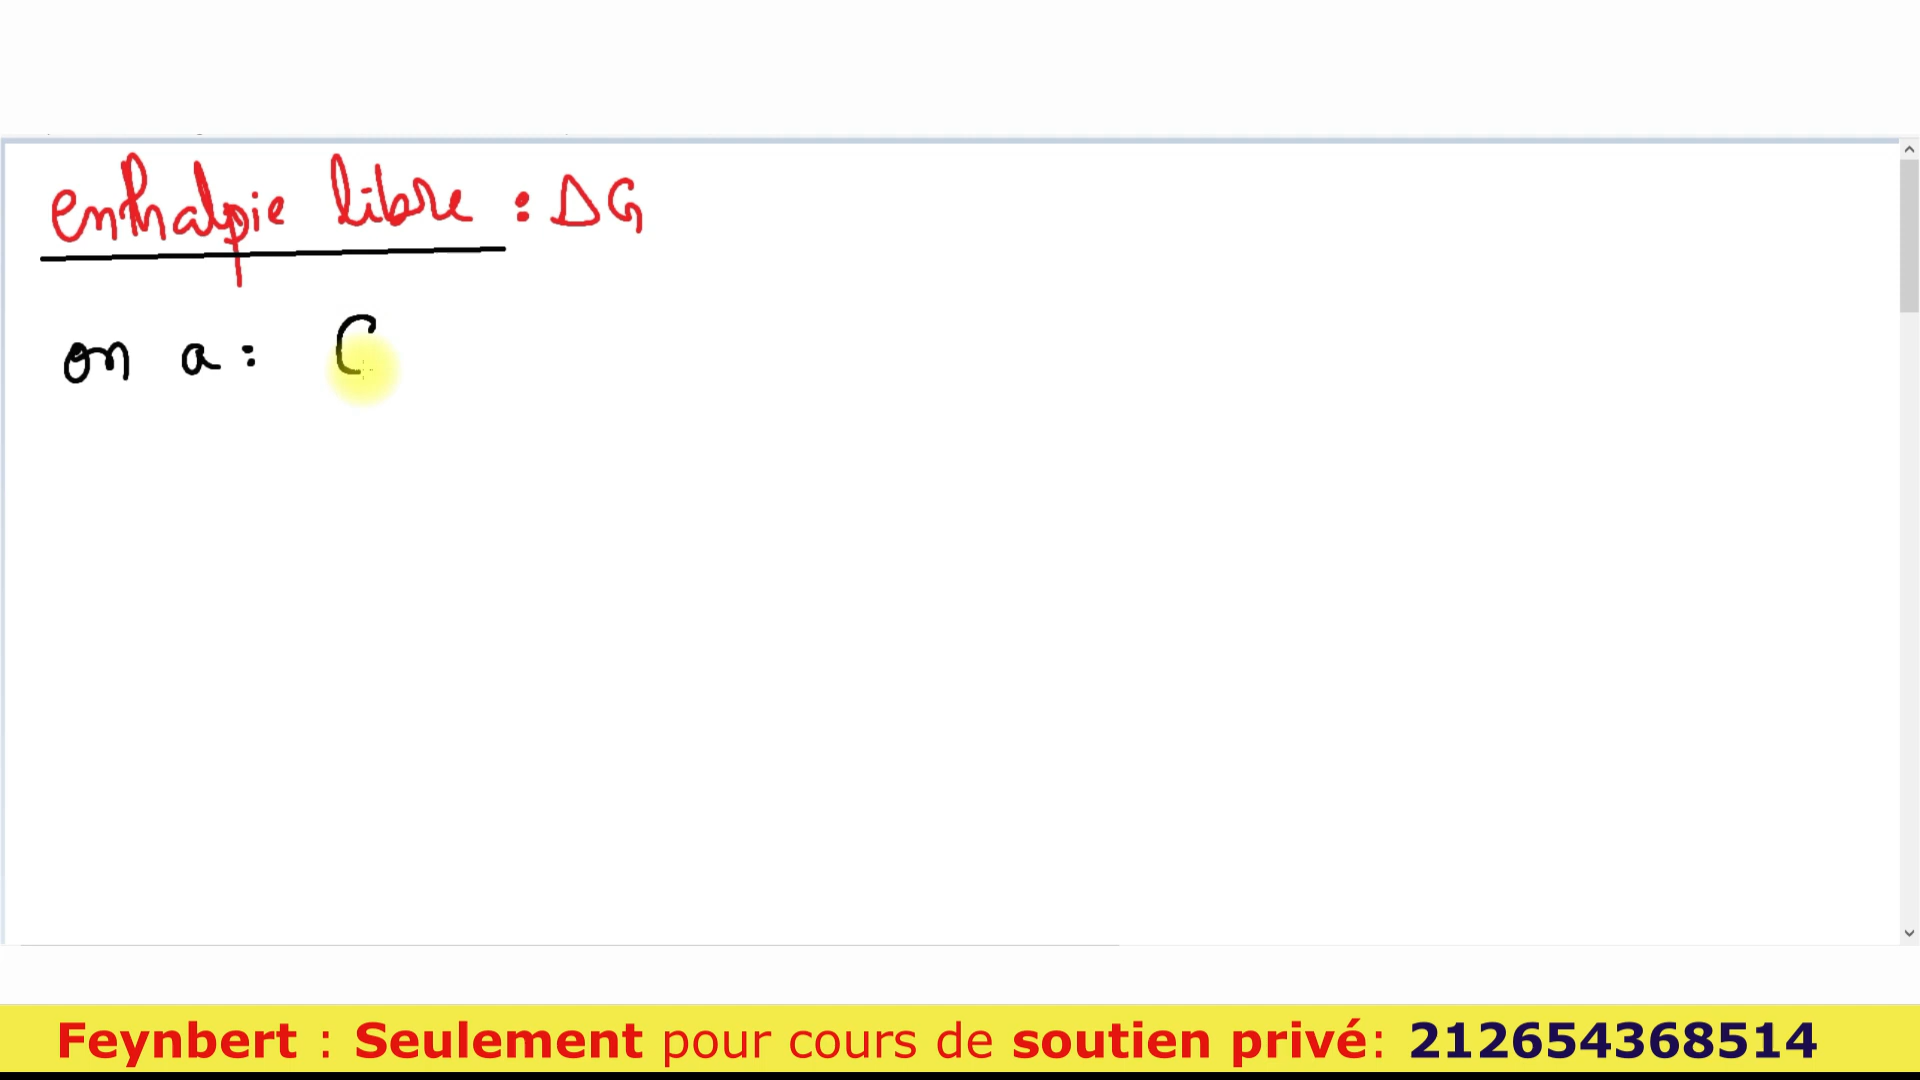 enthalpie libre : ΔG
on a : C
Feynbert : Seulement pour cours de soutien privé: 212654368514